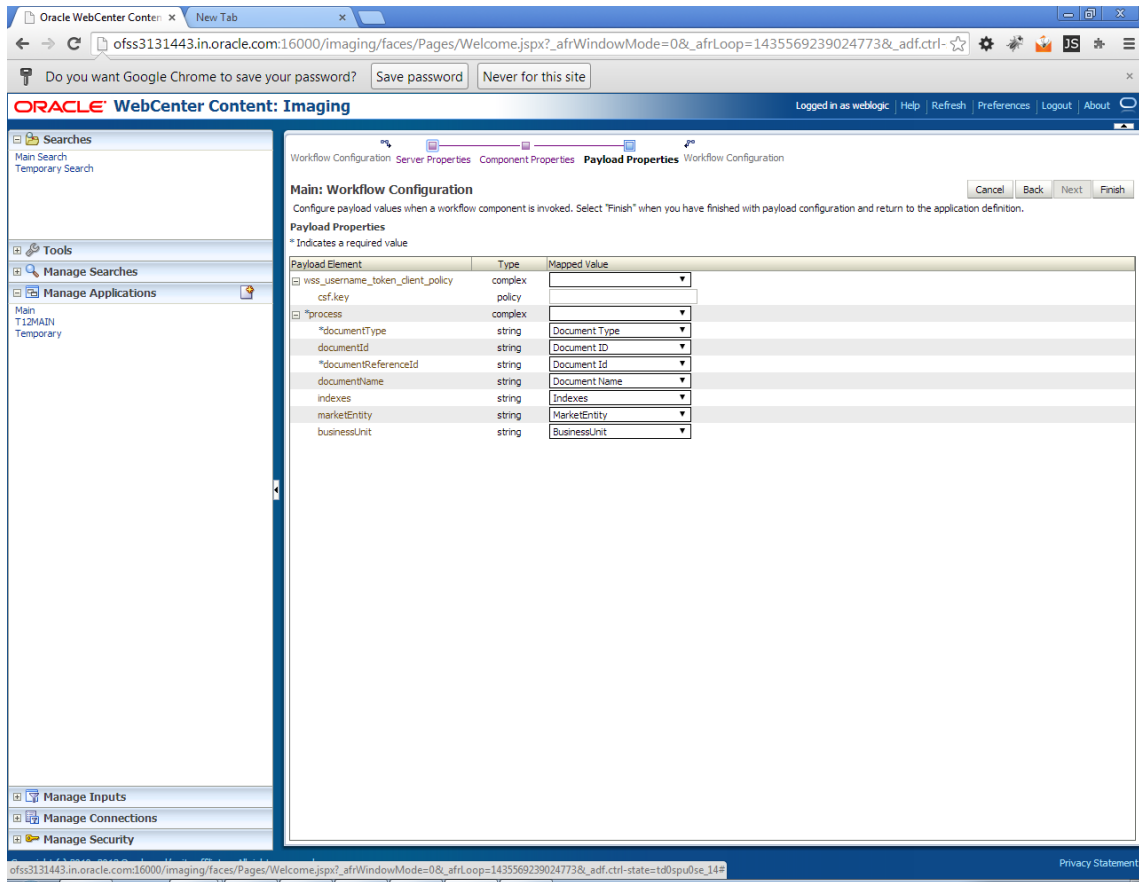 Oracle WebCenter Conten ×
New Tab ×
ofss3131443.in.oracle.com:16000/imaging/faces/Pages/Welcome.jspx?_afrWindowMode=0&_afrLoop=1435569239024773&_adf.ctrl-
JS
Do you want Google Chrome to save your password? Save password Never for this site ×
ORACLE WebCenter Content: Imaging
Logged in as weblogic | Help | Refresh | Preferences | Logout | About
Searches
Main Search
Temporary Search
Tools
Manage Searches
Manage Applications
Main
T12MAIN
Temporary
Manage Inputs
Manage Connections
Manage Security
Workflow Configuration Server Properties Component Properties Payload Properties Workflow Configuration
Main: Workflow Configuration
Cancel Back Next Finish
Configure payload values when a workflow component is invoked. Select "Finish" when you have finished with payload configuration and return to the application definition.
Payload Properties
* Indicates a required value
Payload Element Type Mapped Value
wss_username_token_client_policy complex
csf.key policy
*process complex
*documentType string Document Type
documentId string Document ID
*documentReferenceId string Document Id
documentName string Document Name
indexes string Indexes
marketEntity string MarketEntity
businessUnit string BusinessUnit
Privacy Statement
ofss3131443.in.oracle.com:16000/imaging/faces/Pages/Welcome.jspx?_afrWindowMode=0&_afrLoop=1435569239024773&_adf.ctrl-state=td0spu0se_14#